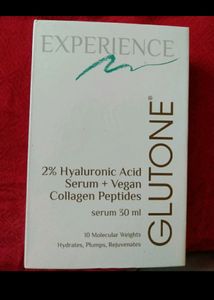 EXPERIENCE
GLUTONE®
2% Hyaluronic Acid
Serum + Vegan
Collagen Peptides
serum 30 ml
10 Molecular Weights
Hydrates, Plumps, Rejuvenates